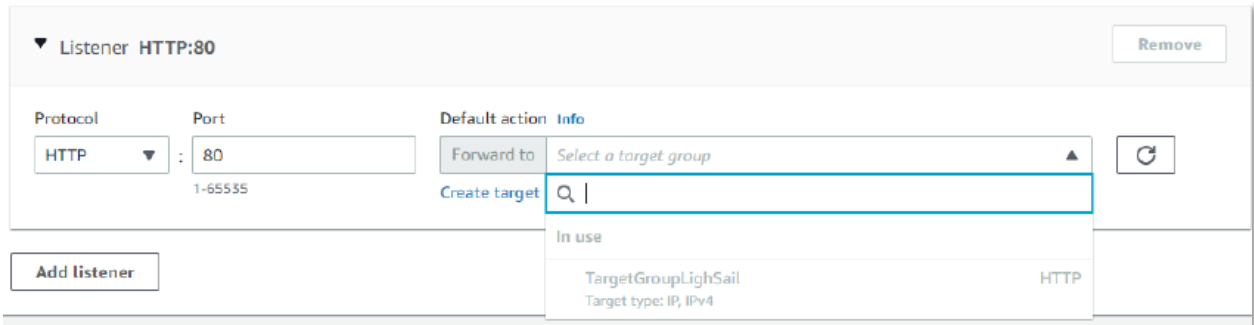 Listener HTTP:80
Remove
Protocol
Port
Default action Info
HTTP
:
80
Forward to
Select a target group
1-65535
Create target
In use
TargetGroupLighSail
HTTP
Target type: IP, IPv4
Add listener